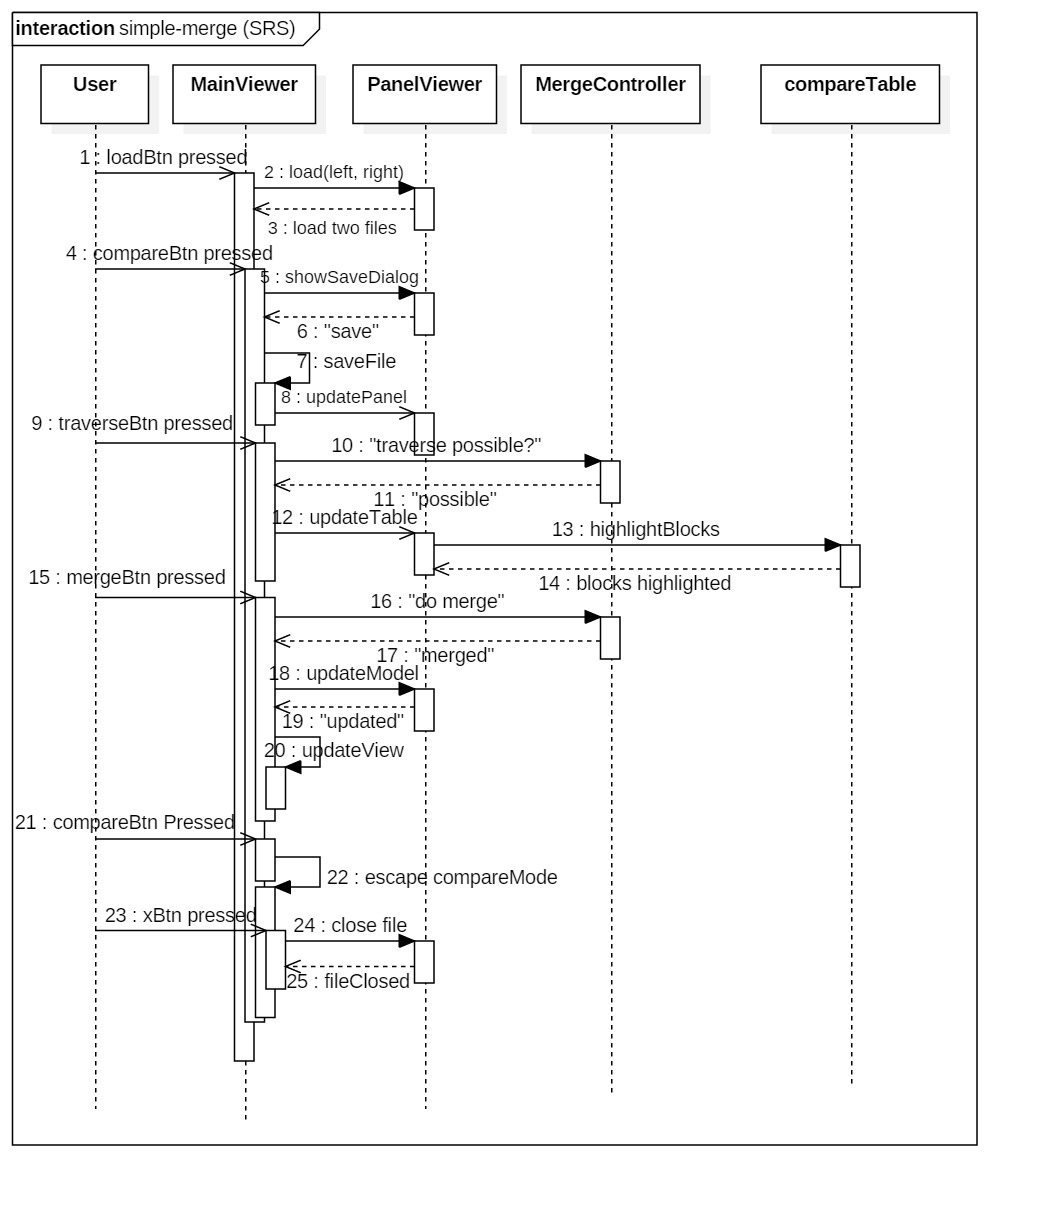 interaction simple-merge (SRS)
User
MainViewer
PanelViewer
MergeController
compareTable
1 : loadBtn pressed
2 : load(left, right)
3 : load two files
4 : compareBtn pressed
5 : showSaveDialog
6 : "save"
7 : saveFile
8 : updatePanel
9 : traverseBtn pressed
10 : "traverse possible?"
11 : "possible"
12 : updateTable
13 : highlightBlocks
14 : blocks highlighted
15 : mergeBtn pressed
16 : "do merge"
17 : "merged"
18 : updateModel
19 : "updated"
20 : updateView
21 : compareBtn Pressed
22 : escape compareMode
23 : xBtn pressed
24 : close file
25 : fileClosed